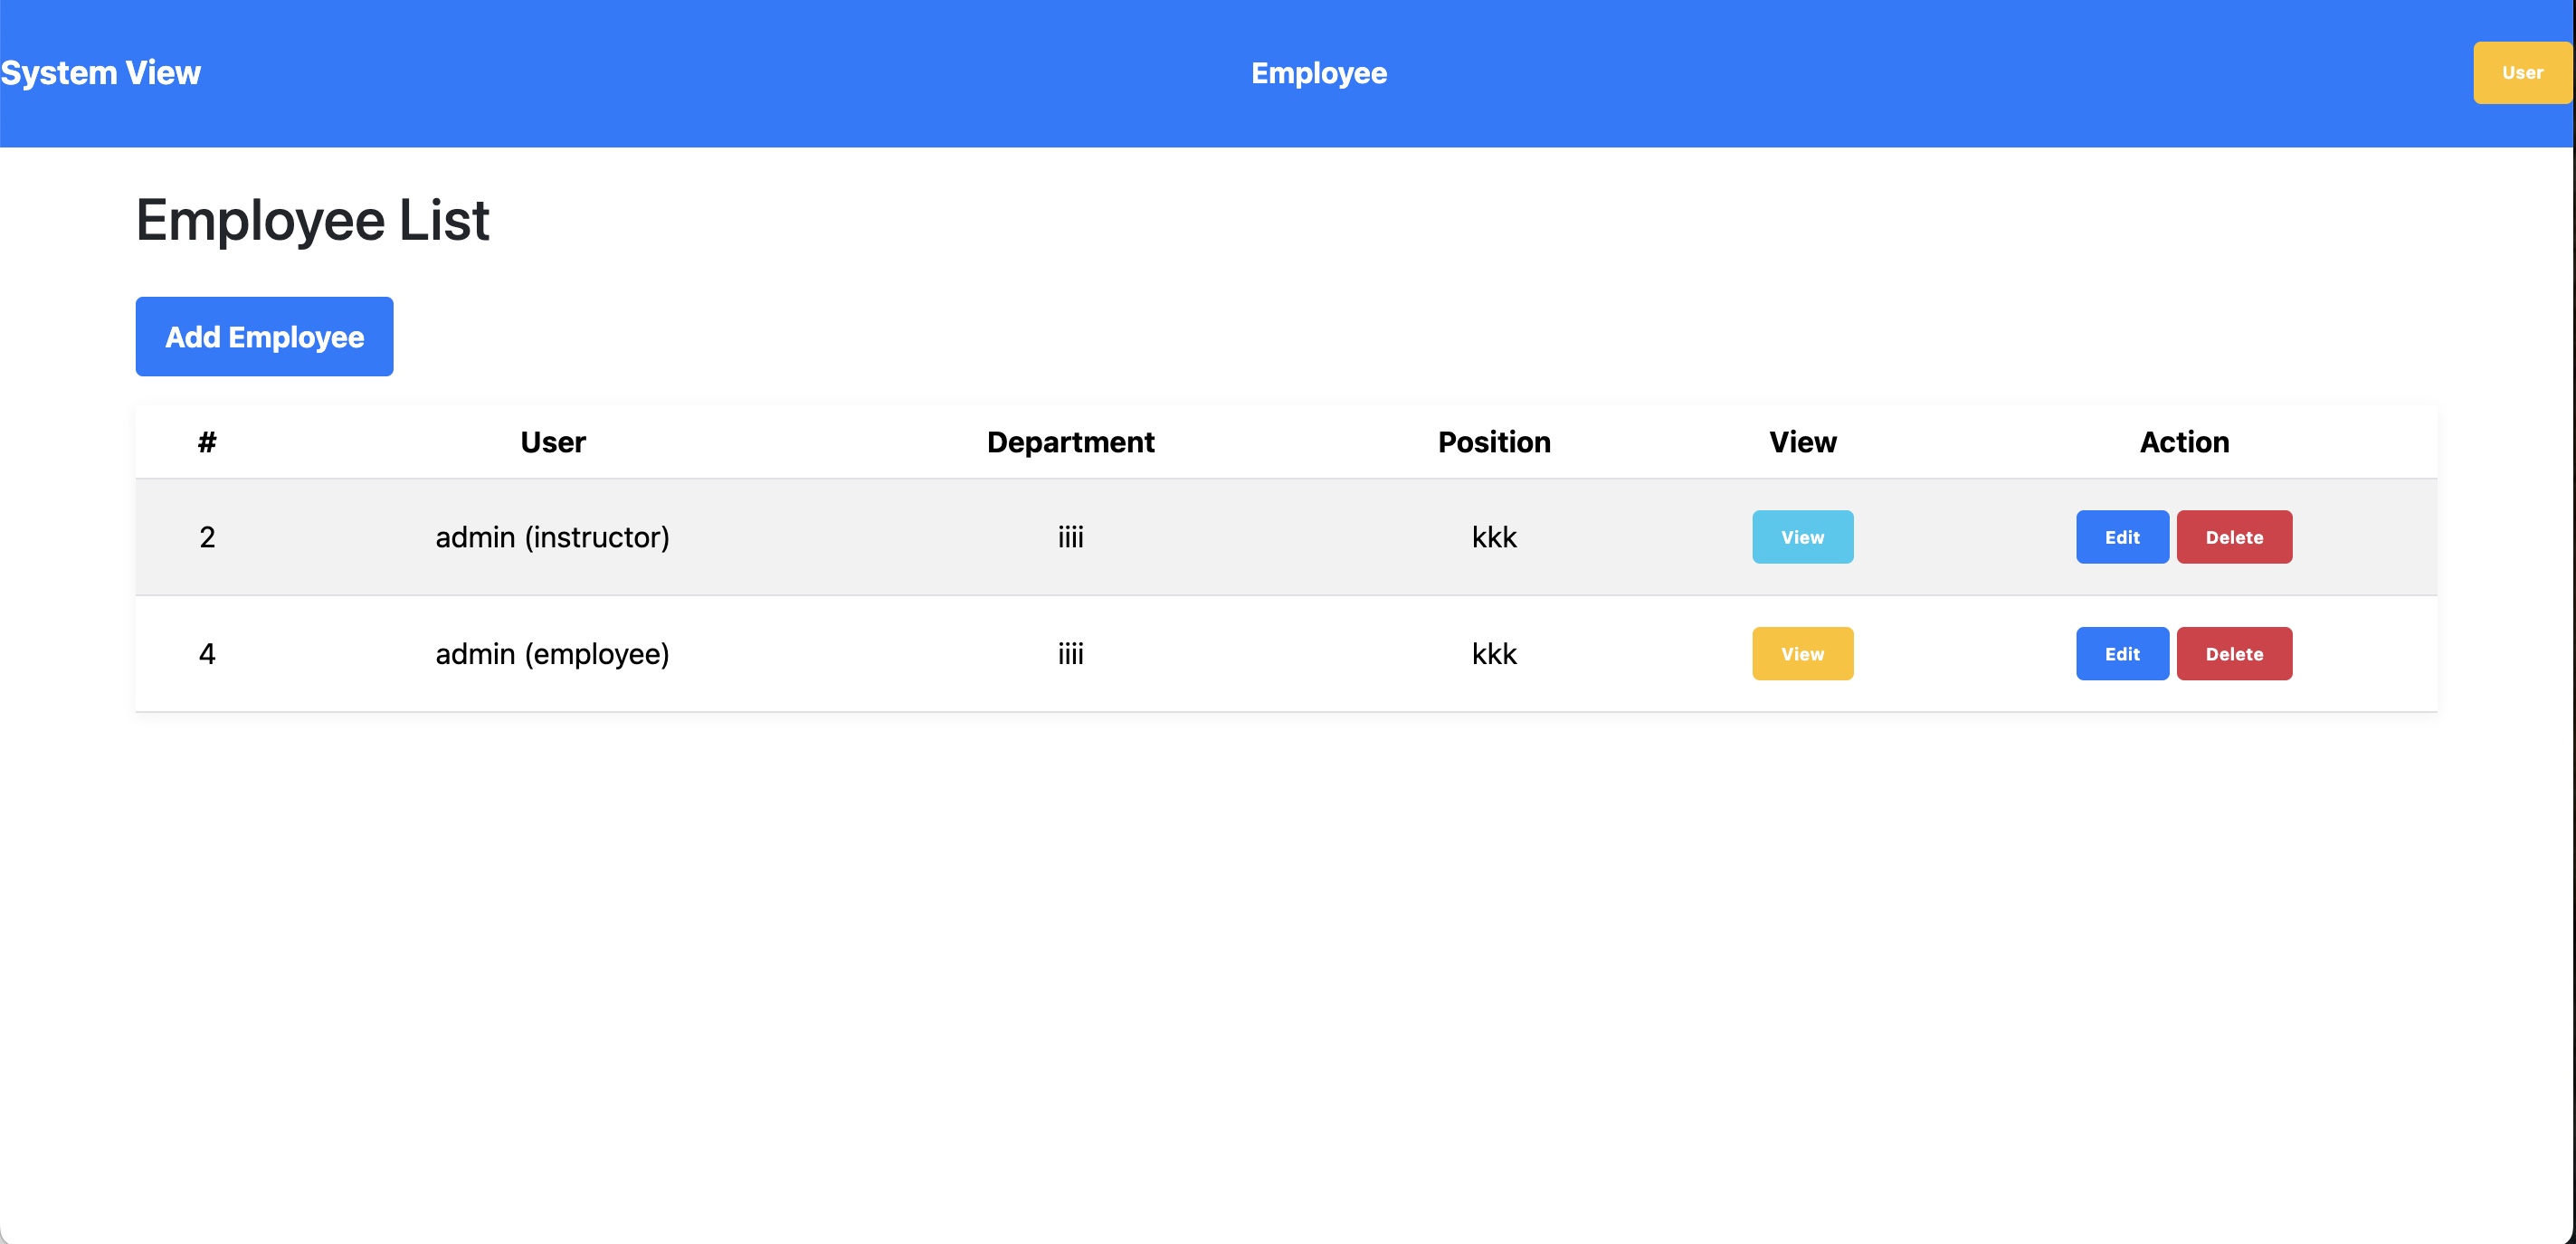 System View Employee User
Employee List
Add Employee
# User Department Position View Action
2 admin (instructor) iiii kkk View Edit Delete
4 admin (employee) iiii kkk View Edit Delete